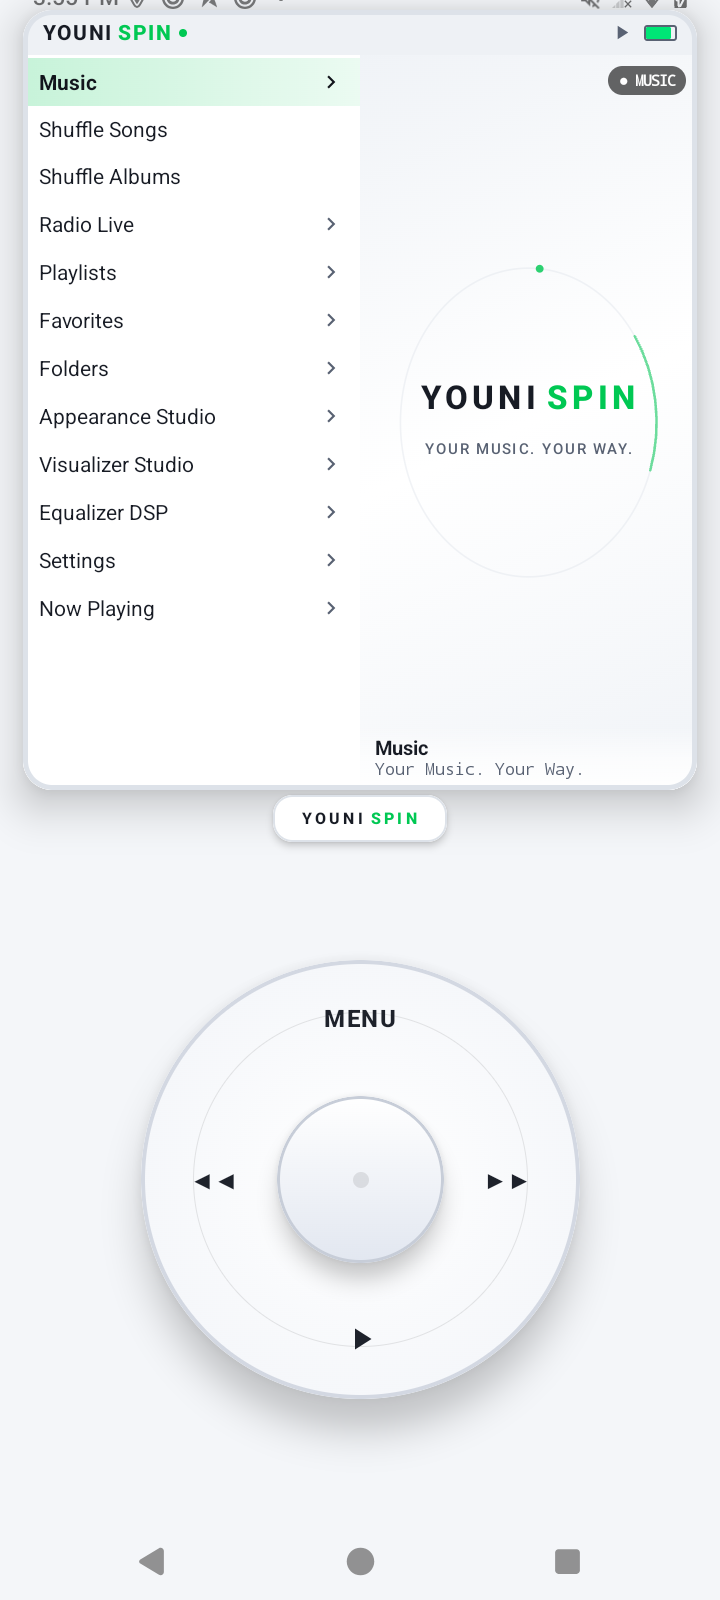 YOUNI SPIN
Music
Shuffle Songs
Shuffle Albums
Radio Live
Playlists
Favorites
Folders
Appearance Studio
Visualizer Studio
Equalizer DSP
Settings
Now Playing
MUSIC
YOUNI SPIN
YOUR MUSIC. YOUR WAY.
Music
Your Music. Your Way.
YOUNI SPIN
MENU